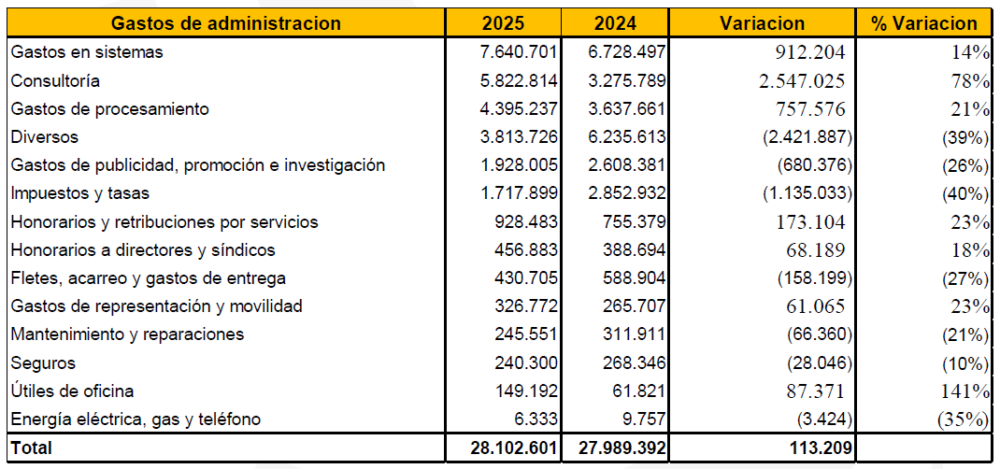 Gastos de administracion 2025 2024 Variacion % Variacion
Gastos en sistemas 7.640.701 6.728.497 912.204 14%
Consultoría 5.822.814 3.275.789 2.547.025 78%
Gastos de procesamiento 4.395.237 3.637.661 757.576 21%
Diversos 3.813.726 6.235.613 (2.421.887) (39%)
Gastos de publicidad, promoción e investigación 1.928.005 2.608.381 (680.376) (26%)
Impuestos y tasas 1.717.899 2.852.932 (1.135.033) (40%)
Honorarios y retribuciones por servicios 928.483 755.379 173.104 23%
Honorarios a directores y síndicos 456.883 388.694 68.189 18%
Fletes, acarreo y gastos de entrega 430.705 588.904 (158.199) (27%)
Gastos de representación y movilidad 326.772 265.707 61.065 23%
Mantenimiento y reparaciones 245.551 311.911 (66.360) (21%)
Seguros 240.300 268.346 (28.046) (10%)
Útiles de oficina 149.192 61.821 87.371 141%
Energía eléctrica, gas y teléfono 6.333 9.757 (3.424) (35%)
Total 28.102.601 27.989.392 113.209